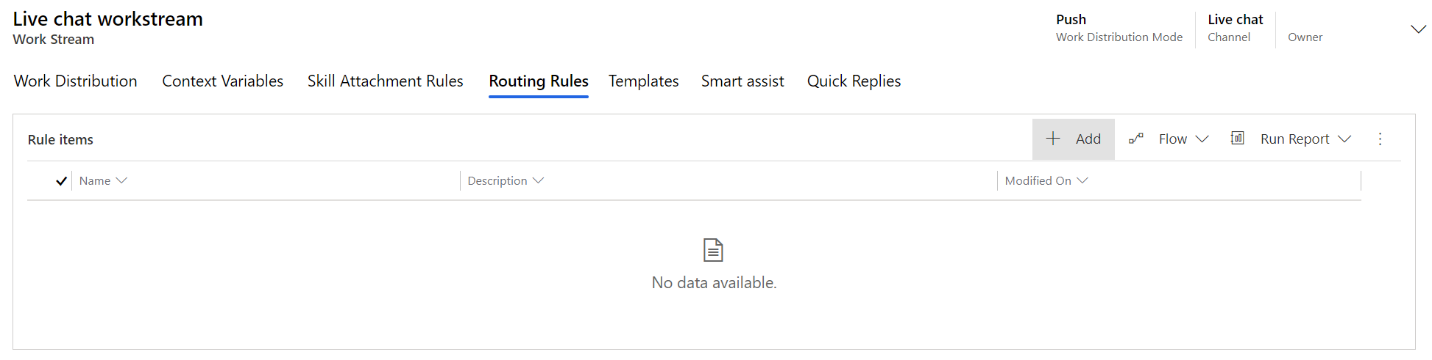 Live chat workstream
Work Stream
Push
Work Distribution Mode
Live chat
Channel
Owner
Work Distribution Context Variables Skill Attachment Rules Routing Rules Templates Smart assist Quick Replies
Rule items
Add Flow Run Report
Name Description Modified On
No data available.